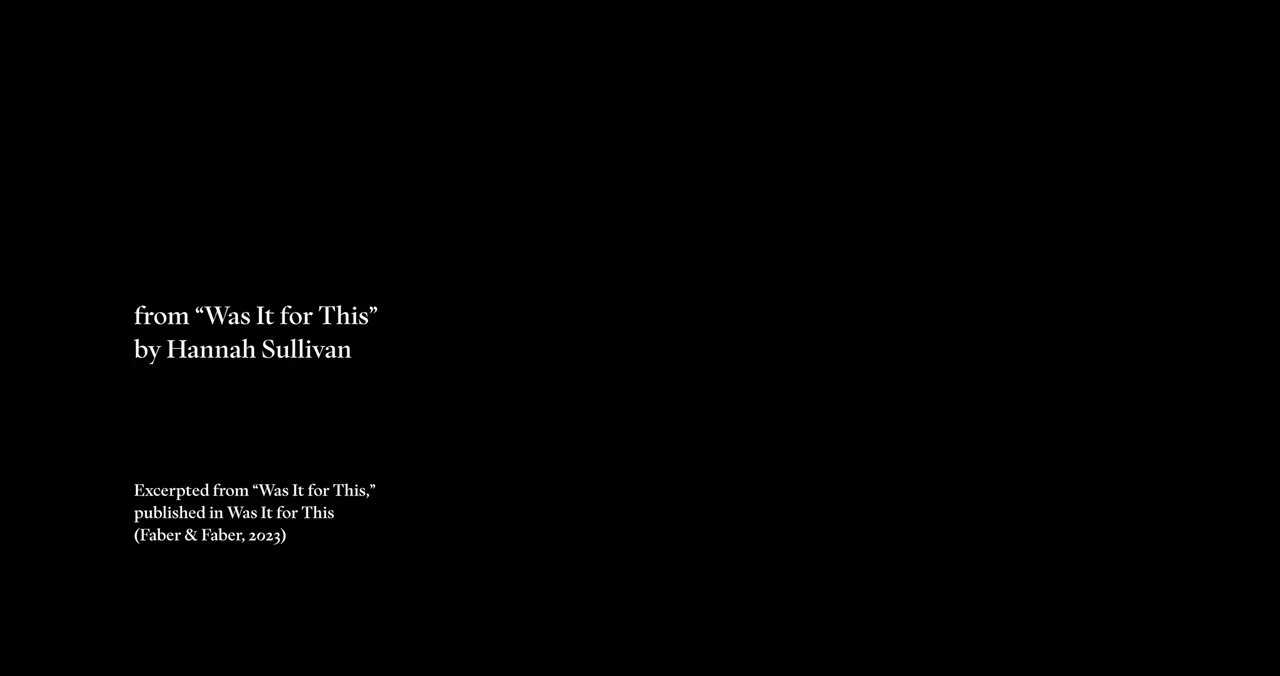 from “Was It for This”
by Hannah Sullivan
Excerpted from “Was It for This,”
published in Was It for This
(Faber & Faber, 2023)